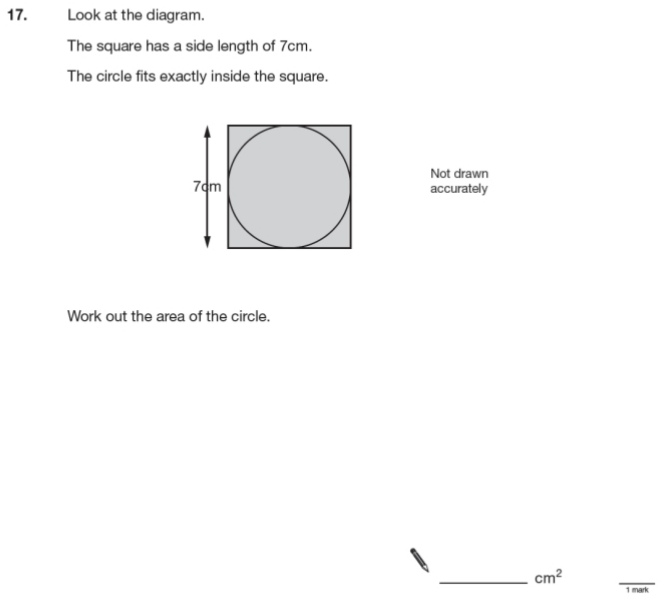 17. Look at the diagram.
The square has a side length of 7cm.
The circle fits exactly inside the square.
7cm
Not drawn
accurately
Work out the area of the circle.
cm²
1 mark